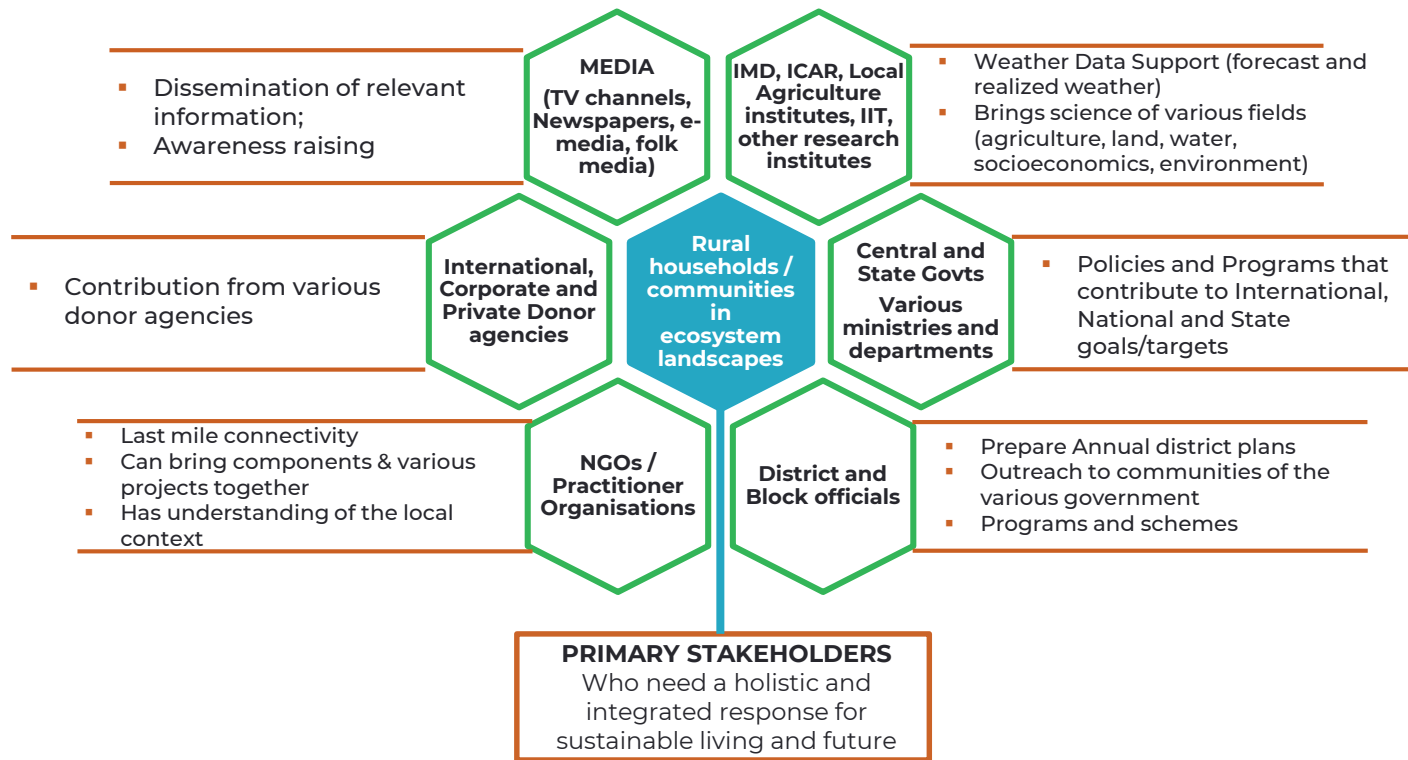 ▪ Dissemination of relevant
information;
▪ Awareness raising
MEDIA
(TV channels,
Newspapers, e-
media, folk
media)
IMD, ICAR, Local
Agriculture
institutes, IIT,
other research
institutes
▪ Weather Data Support (forecast and
realized weather)
▪ Brings science of various fields
(agriculture, land, water,
socioeconomics, environment)
▪ Contribution from various
donor agencies
International,
Corporate and
Private Donor
agencies
Rural
households /
communities
in
ecosystem
landscapes
Central and
State Govts
Various
ministries and
departments
▪ Policies and Programs that
contribute to International,
National and State
goals/targets
▪ Last mile connectivity
▪ Can bring components & various
projects together
▪ Has understanding of the local
context
NGOs /
Practitioner
Organisations
District and
Block officials
▪ Prepare Annual district plans
▪ Outreach to communities of the
various government
▪ Programs and schemes
PRIMARY STAKEHOLDERS
Who need a holistic and
integrated response for
sustainable living and future